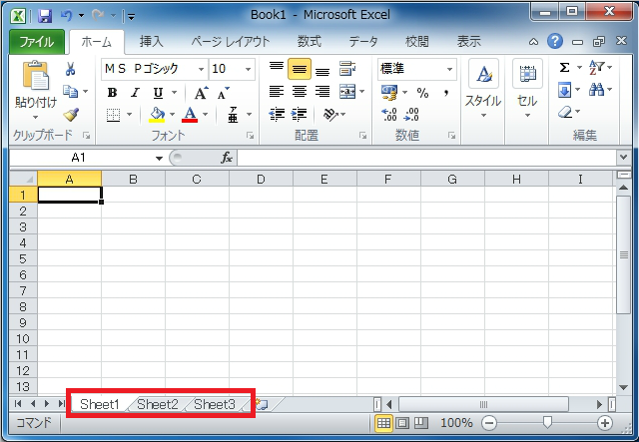 Book1 - Microsoft Excel
ファイル ホーム 挿入 ページ レイアウト 数式 データ 校閲 表示
ＭＳ Ｐゴシック 10 標準
貼り付け B I U A A 亜 A A % , スタイル セル Σ
クリップボード フォント 配置 数値 編集
A1 fx
A B C D E F G H I
1
2
3
4
5
6
7
8
9
10
11
12
13
Sheet1 Sheet2 Sheet3
コマンド 100%